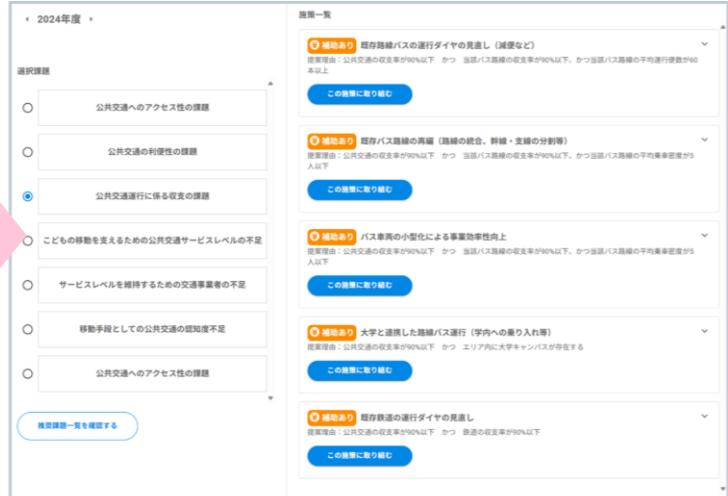 2024年度
選択課題
公共交通へのアクセス性の課題
公共交通の利便性の課題
公共交通運行に係る収支の課題
こどもの移動を支えるための公共交通サービスレベルの不足
サービスレベルを維持するための交通事業者の不足
移動手段としての公共交通の認知度不足
公共交通へのアクセス性の課題
推奨課題一覧を確認する
施策一覧
補助あり 既存路線バスの運行ダイヤの見直し（減便など）
提案理由：公共交通の収支率が90%以下 かつ 当該バス路線の収支率が90%以下、かつ当該バス路線の平均運行便数が60
本以上
この施策に取り組む
補助あり 既存バス路線の再編（路線の統合、幹線・支線の分割等）
提案理由：公共交通の収支率が90%以下 かつ 当該バス路線の収支率が90%以下、かつ当該バス路線の平均乗車密度が5
人以下
この施策に取り組む
補助あり バス車両の小型化による事業効率性向上
提案理由：公共交通の収支率が90%以下 かつ 当該バス路線の収支率が90%以下、かつ当該バス路線の平均乗車密度が5
人以下
この施策に取り組む
補助あり 大学と連携した路線バス運行（学内への乗り入れ等）
提案理由：公共交通の収支率が90%以下 かつ エリア内に大学キャンパスが存在する
この施策に取り組む
補助あり 既存鉄道の運行ダイヤの見直し
提案理由：公共交通の収支率が90%以下 かつ 鉄道の収支率が90%以下
この施策に取り組む